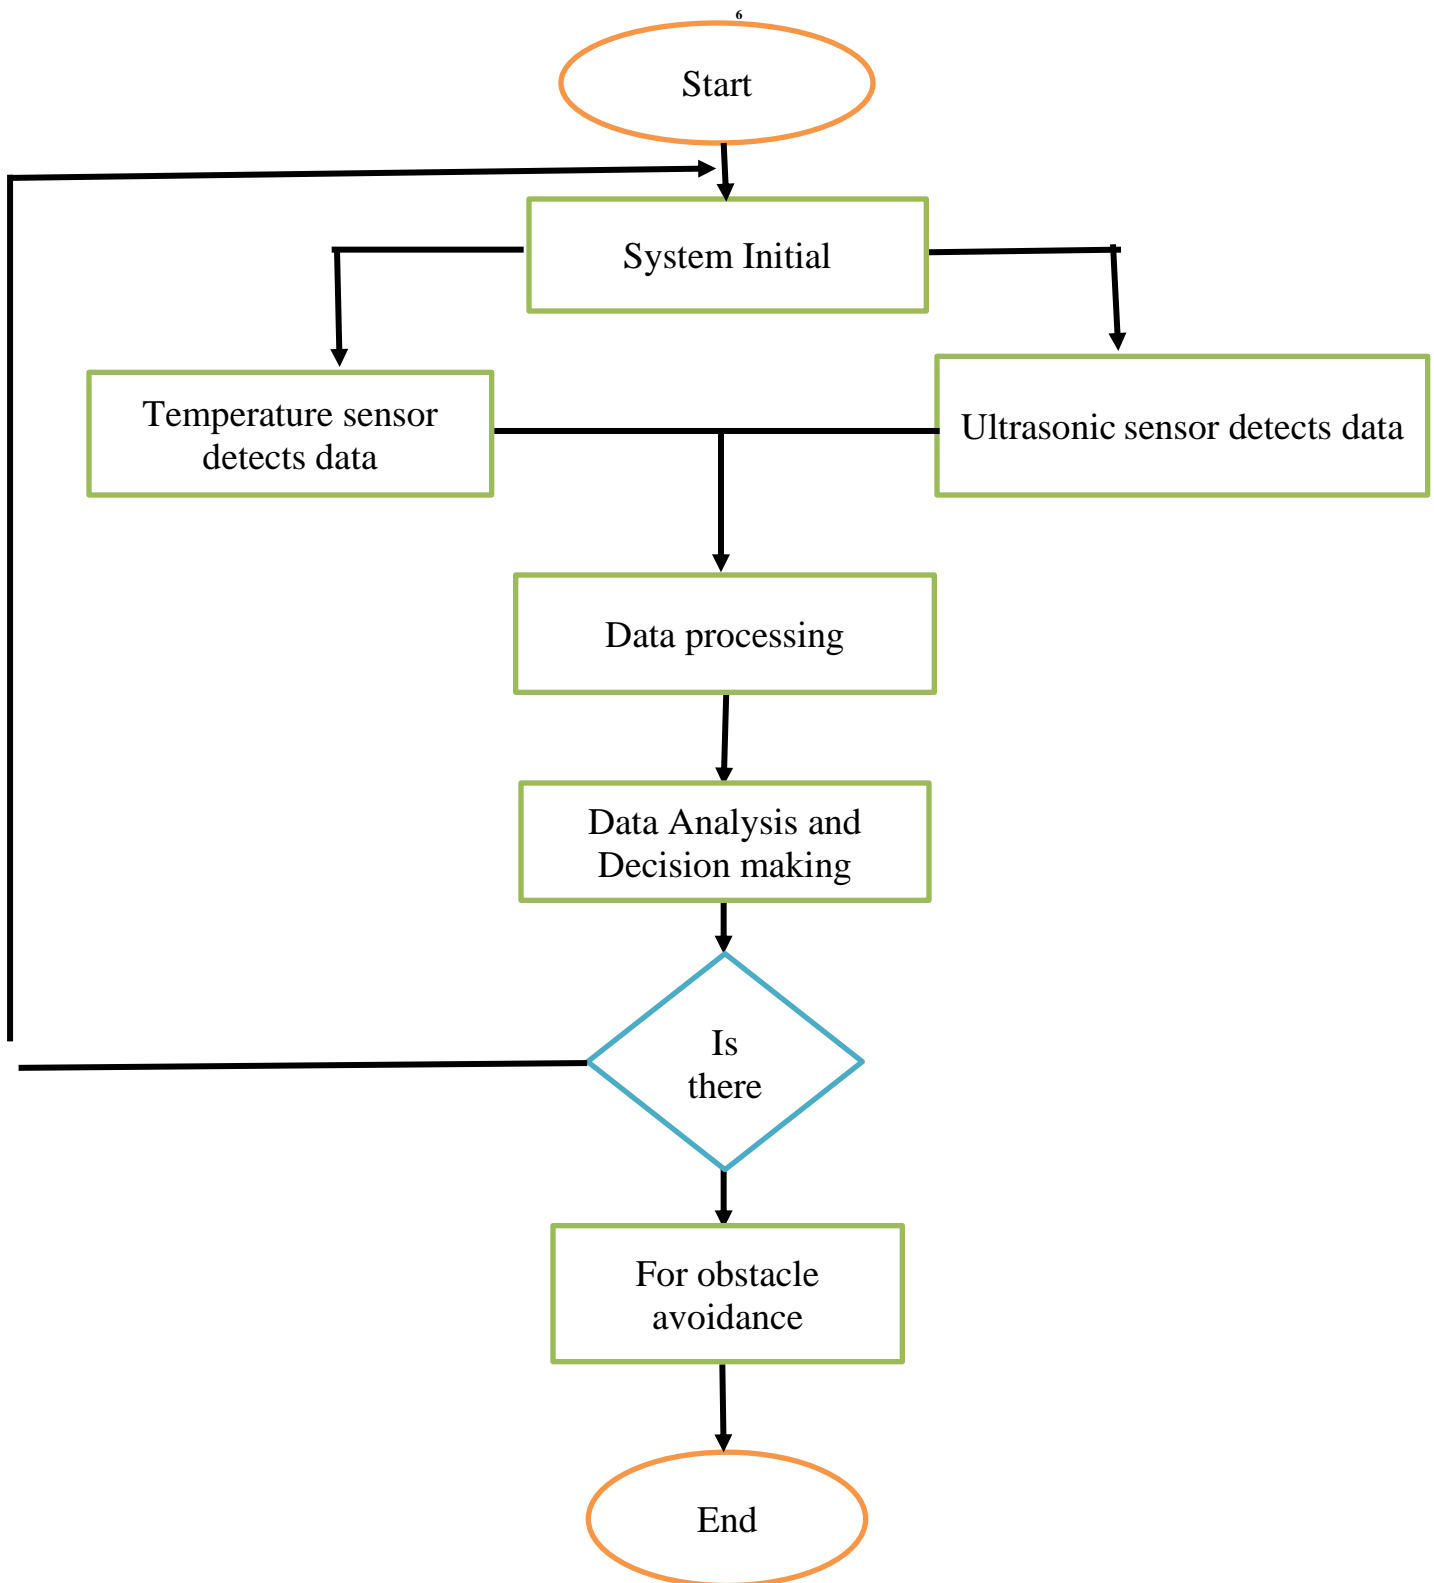 6
Start
System Initial
Temperature sensor
detects data
Ultrasonic sensor detects data
Data processing
Data Analysis and
Decision making
Is
there
For obstacle
avoidance
End